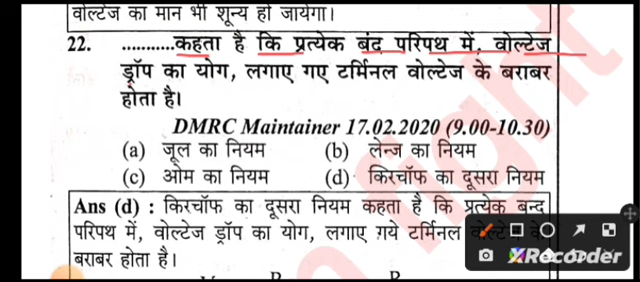 वोल्टेज का मान भी शून्य हो जायेगा।
22. ...........कहता है कि प्रत्येक बंद परिपथ में, वोल्टेज
ड्रॉप का योग, लगाए गए टर्मिनल वोल्टेज के बराबर
होता है।
DMRC Maintainer 17.02.2020 (9.00-10.30)
(a) जूल का नियम (b) लेन्ज का नियम
(c) ओम का नियम (d) किरचॉफ का दूसरा नियम
Ans (d) : किरचॉफ का दूसरा नियम कहता है कि प्रत्येक बन्द
परिपथ में, वोल्टेज ड्रॉप का योग, लगाए गये टर्मिनल वोल्टेज के
बराबर होता है।
XRecorder